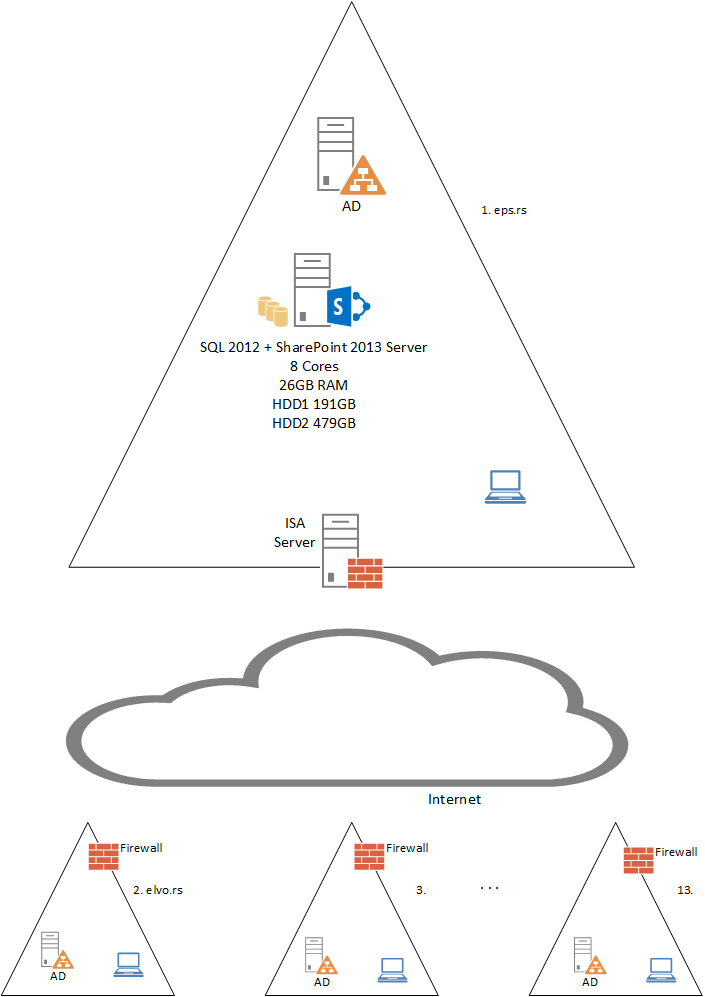 AD
1. eps.rs
S
SQL 2012 + SharePoint 2013 Server
8 Cores
26GB RAM
HDD1 191GB
HDD2 479GB
ISA
Server
Internet
Firewall
2. elvo.rs
AD
Firewall
3.
. . .
AD
Firewall
13.
AD